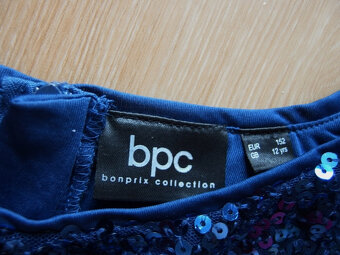 bpc
bonprix collection
EUR 152
GB 12 yrs